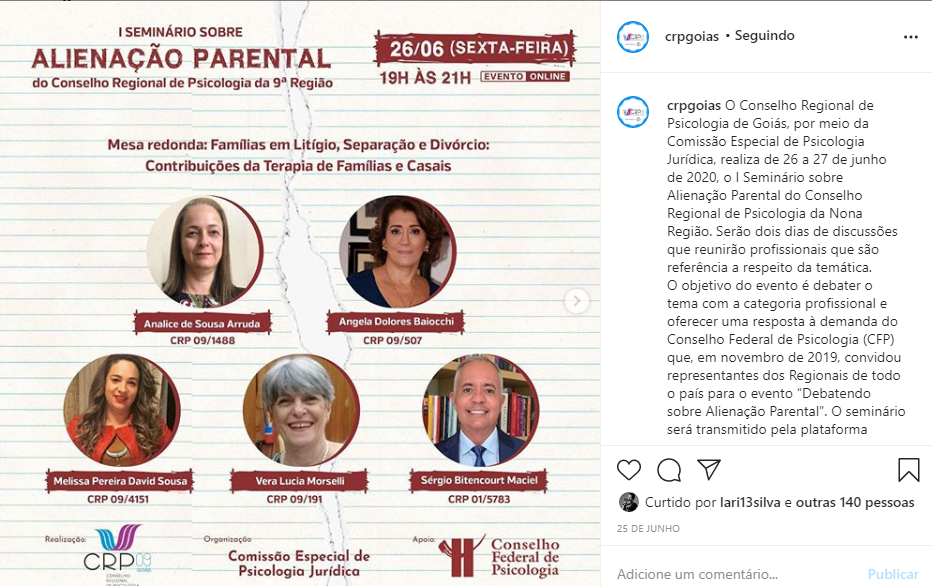 I SEMINÁRIO SOBRE
ALIENAÇÃO PARENTAL
do Conselho Regional de Psicologia da 9ª Região
26/06 (SEXTA-FEIRA)
19H ÀS 21H EVENTO ONLINE
Mesa redonda: Famílias em Litígio, Separação e Divórcio:
Contribuições da Terapia de Famílias e Casais
Analice de Sousa Arruda
CRP 09/1488
Angela Dolores Baiocchi
CRP 09/507
Melissa Pereira David Sousa
CRP 09/4151
Vera Lucia Morselli
CRP 09/191
Sérgio Bitencourt Maciel
CRP 01/5783
Realização:
CRP09
GOIÁS
CONSELHO
REGIONAL
Organização
Comissão Especial de
Psicologia Jurídica
Apoio:
Conselho
Federal de
Psicologia
crpgoias • Seguindo
crpgoias O Conselho Regional de
Psicologia de Goiás, por meio da
Comissão Especial de Psicologia
Jurídica, realiza de 26 a 27 de junho
de 2020, o I Seminário sobre
Alienação Parental do Conselho
Regional de Psicologia da Nona
Região. Serão dois dias de discussões
que reunirão profissionais que são
referência a respeito da temática.
O objetivo do evento é debater o
tema com a categoria profissional e
oferecer uma resposta à demanda do
Conselho Federal de Psicologia (CFP)
que, em novembro de 2019, convidou
representantes dos Regionais de todo
o país para o evento “Debatendo
sobre Alienação Parental”. O seminário
será transmitido pela plataforma
Curtido por lari13silva e outras 140 pessoas
25 DE JUNHO
Adicione um comentário... Publicar